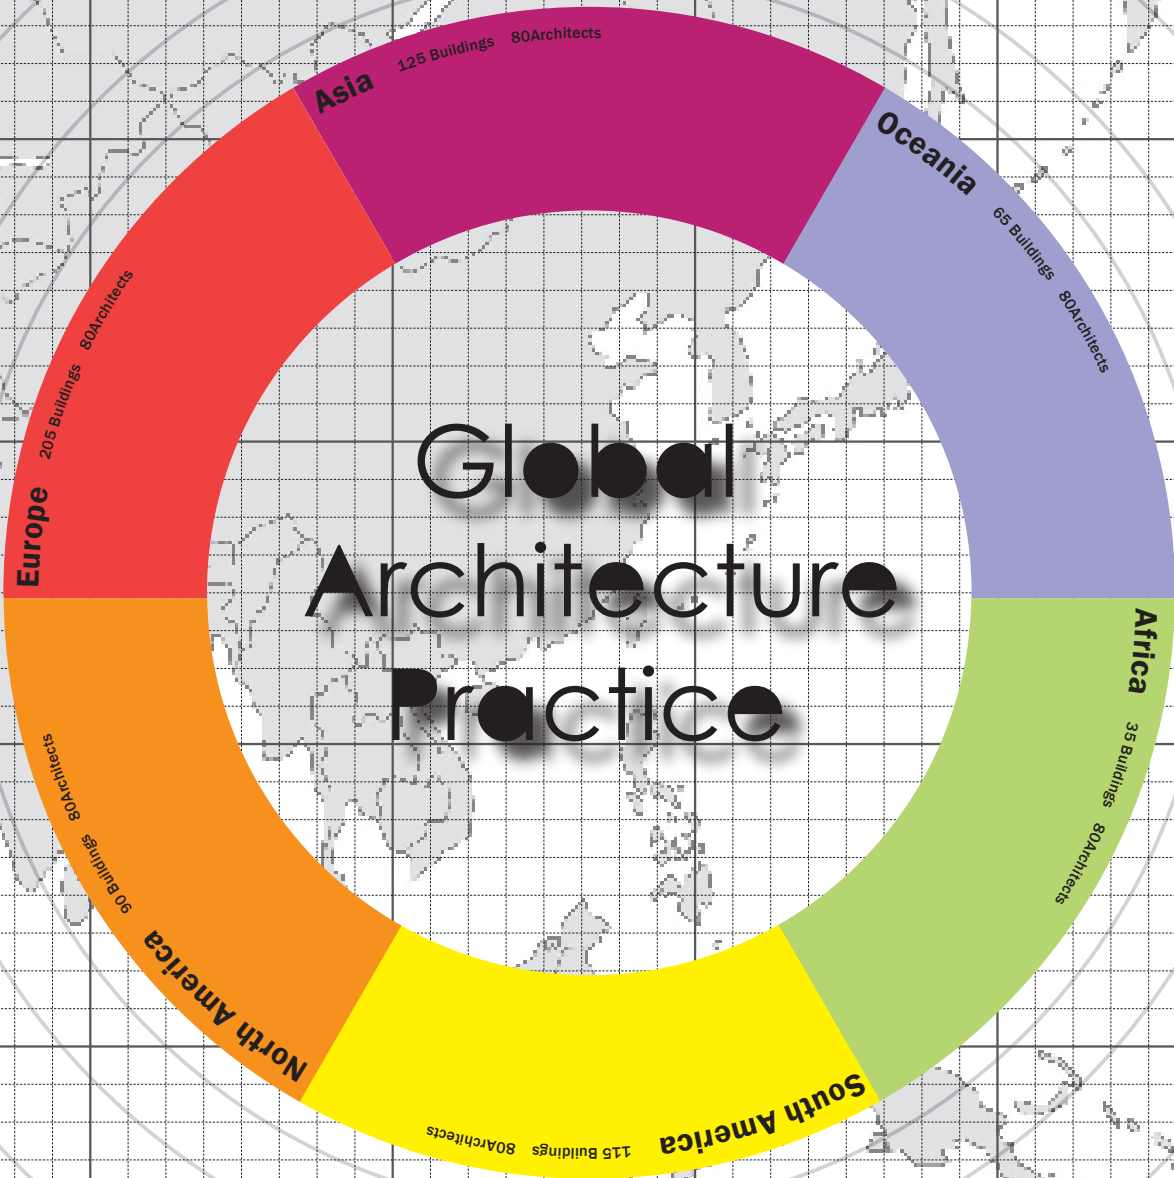 Asia 125 Buildings 80Architects
Oceania 65 Buildings 80Architects
Africa 35 Buildings 80Architects
South America 115 Buildings 80Architects
North America 90 Buildings 80Architects
Europe 205 Buildings 80Architects
Global
Architecture
Practice